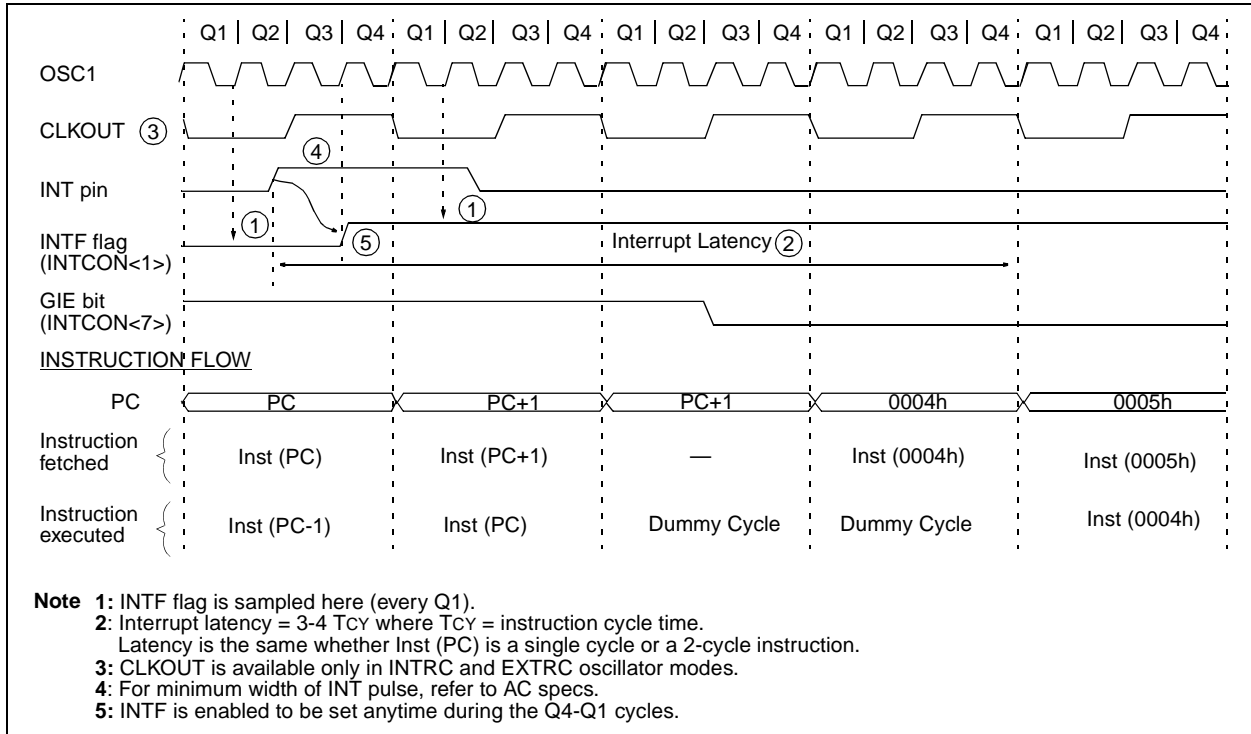 Q1 Q2 Q3 Q4 Q1 Q2 Q3 Q4 Q1 Q2 Q3 Q4 Q1 Q2 Q3 Q4 Q1 Q2 Q3 Q4
OSC1
CLKOUT 3
4
INT pin
1 1
INTF flag
(INTCON<1>)
5
Interrupt Latency 2
GIE bit
(INTCON<7>)
INSTRUCTION FLOW
PC PC PC+1 PC+1 0004h 0005h
Instruction
fetched
Inst (PC) Inst (PC+1) — Inst (0004h) Inst (0005h)
Instruction
executed
Inst (PC-1) Inst (PC) Dummy Cycle Dummy Cycle Inst (0004h)
Note 1: INTF flag is sampled here (every Q1).
2: Interrupt latency = 3-4 TCY where TCY = instruction cycle time.
Latency is the same whether Inst (PC) is a single cycle or a 2-cycle instruction.
3: CLKOUT is available only in INTRC and EXTRC oscillator modes.
4: For minimum width of INT pulse, refer to AC specs.
5: INTF is enabled to be set anytime during the Q4-Q1 cycles.